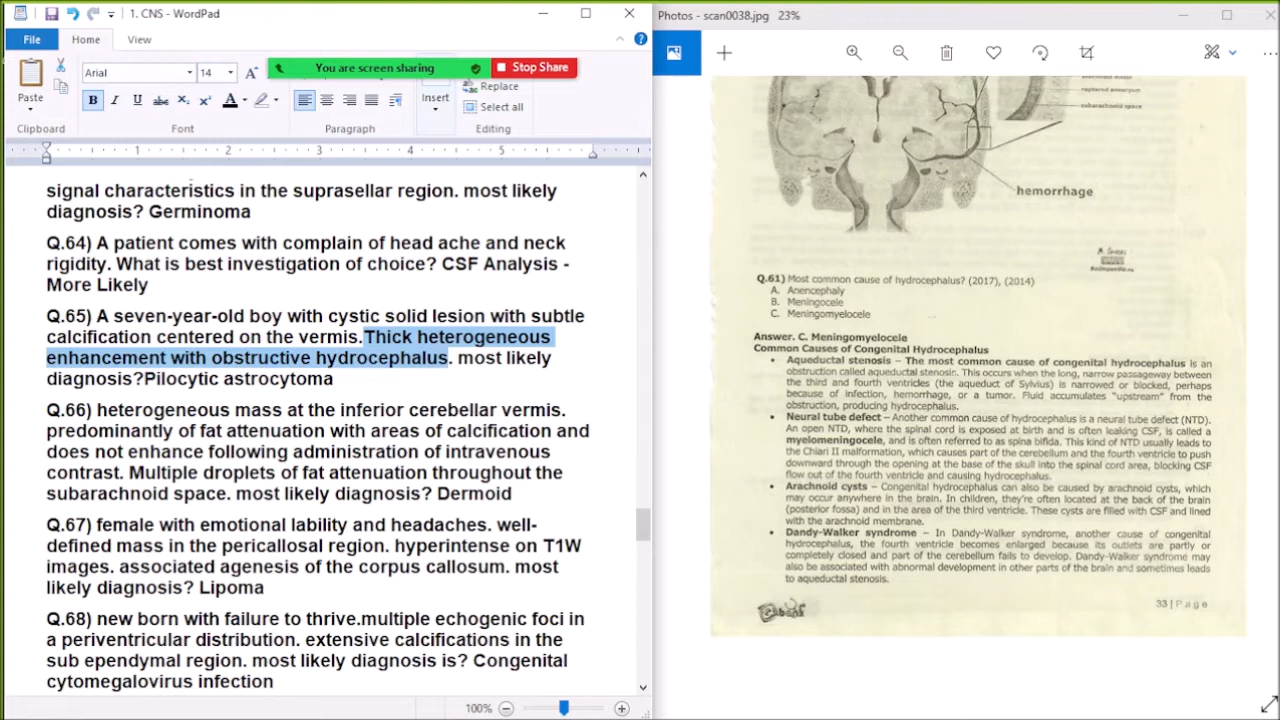 1. CNS - WordPad
File
Home
View
Paste
Clipboard
Arial
14
You are screen sharing
Stop Share
B I U abc X₂ X² A
Font
Paragraph
Insert
Replace
Select all
Editing
1 2 3 4 5
signal characteristics in the suprasellar region. most likely
diagnosis? Germinoma
Q.64) A patient comes with complain of head ache and neck
rigidity. What is best investigation of choice? CSF Analysis -
More Likely
Q.65) A seven-year-old boy with cystic solid lesion with subtle
calcification centered on the vermis.Thick heterogeneous
enhancement with obstructive hydrocephalus. most likely
diagnosis?Pilocytic astrocytoma
Q.66) heterogeneous mass at the inferior cerebellar vermis.
predominantly of fat attenuation with areas of calcification and
does not enhance following administration of intravenous
contrast. Multiple droplets of fat attenuation throughout the
subarachnoid space. most likely diagnosis? Dermoid
Q.67) female with emotional lability and headaches. well-
defined mass in the pericallosal region. hyperintense on T1W
images. associated agenesis of the corpus callosum. most
likely diagnosis? Lipoma
Q.68) new born with failure to thrive.multiple echogenic foci in
a periventricular distribution. extensive calcifications in the
sub ependymal region. most likely diagnosis is? Congenital
cytomegalovirus infection
100%
Photos - scan0038.jpg 23%
ruptured aneurysm
subarachnoid space
hemorrhage
Q.61) Most common cause of hydrocephalus? (2017), (2014)
A. Anencephaly
B. Meningocele
C. Myelomeningocele
Answer. C. Meningomyelocele
Common Causes of Congenital Hydrocephalus
• Aqueductal stenosis – The most common cause of congenital hydrocephalus is an
obstruction called aqueductal stenosis. This occurs when the long, narrow passageway between
the third and fourth ventricles (the aqueduct of Sylvius) is narrowed or blocked, perhaps
because of infection, hemorrhage, or a tumor. Fluid accumulates "upstream" from the
obstruction, producing hydrocephalus.
• Neural tube defect – Another common cause of hydrocephalus is a neural tube defect (NTD).
An open NTD, where the spinal cord is exposed at birth and is often leaking CSF, is called a
myelomeningocele, and is often referred to as spina bifida. This kind of NTD usually leads to
the Chiari II malformation, which causes part of the cerebellum and the fourth ventricle to push
downward through the opening at the base of the skull into the spinal cord area, blocking CSF
flow out of the fourth ventricle and causing hydrocephalus.
• Arachnoid cysts – Congenital hydrocephalus can also be caused by arachnoid cysts, which
may occur anywhere in the brain. In children, they're often located at the back of the brain
(posterior fossa) and in the area of the third ventricle. These cysts are filled with CSF and lined
with the arachnoid membrane.
• Dandy-Walker syndrome – In Dandy-Walker syndrome, another cause of congenital
hydrocephalus, the fourth ventricle becomes enlarged because its outlets are partly or
completely closed and part of the cerebellum fails to develop. Dandy-Walker syndrome may
also be associated with abnormal development in other parts of the brain and sometimes leads
to aqueductal stenosis.
33 | Page